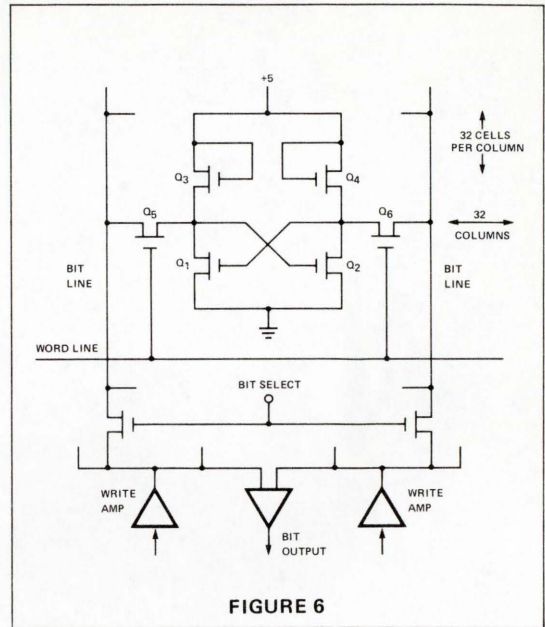 +5
32 CELLS
PER COLUMN
Q3
Q4
Q5
Q6
32
COLUMNS
Q1
Q2
BIT
LINE
BIT
LINE
WORD LINE
BIT SELECT
WRITE
AMP
BIT
OUTPUT
WRITE
AMP
FIGURE 6